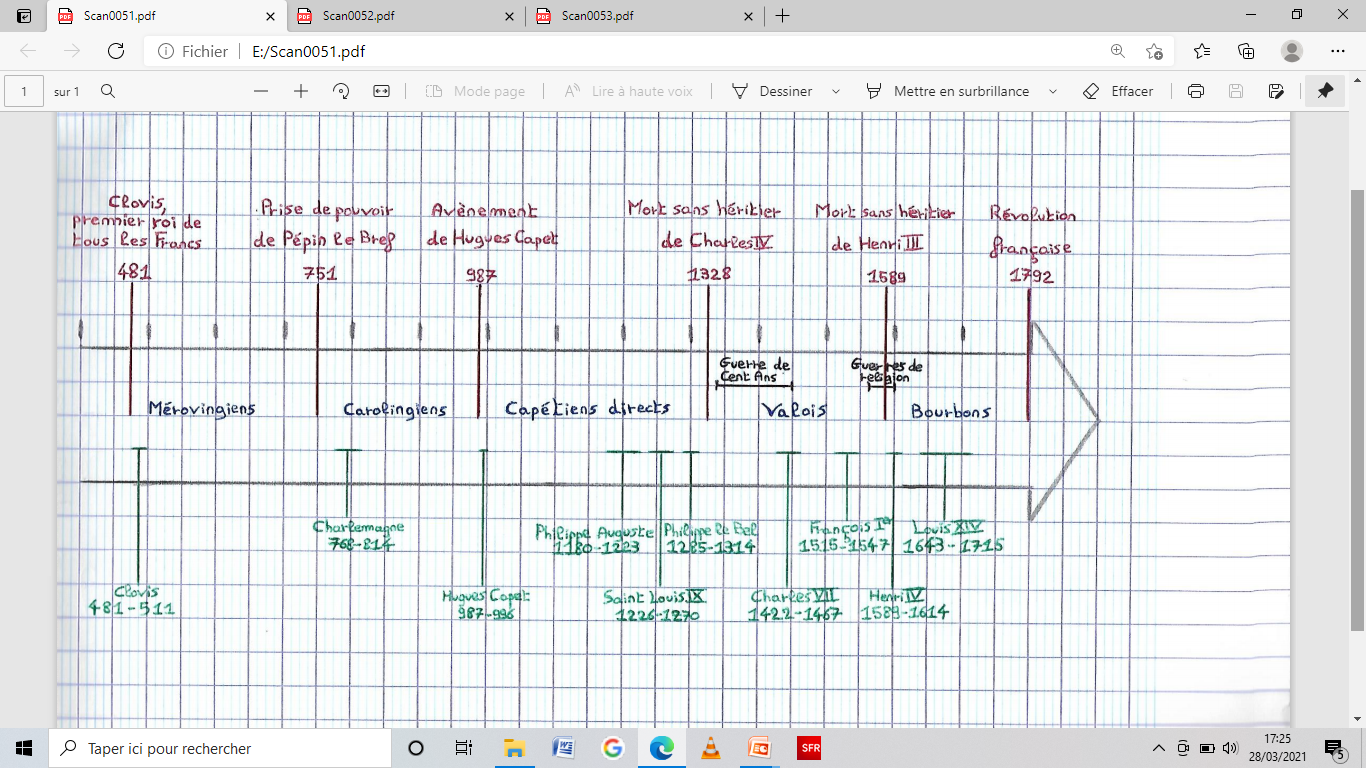 Scan0051.pdf
Scan0052.pdf
Scan0053.pdf
Fichier
E:/Scan0051.pdf
1
sur 1
Mode page
Lire à haute voix
Dessiner
Mettre en surbrillance
Effacer
Clovis,
premier roi de
tous les Francs
481
Prise de pouvoir
de Pépin le Bref
751
Avènement
de Hugues Capet
987
Mort sans héritier
de Charles IV
1328
Mort sans héritier
de Henri III
1589
Révolution
française
1792
Guerre de
Cent Ans
Guerres de
religion
Mérovingiens
Carolingiens
Capétiens directs
Valois
Bourbons
Charlemagne
768-814
Philippe Auguste
1180-1223
Philippe le Bel
1285-1314
François Ier
1515-1547
Louis XIV
1643-1715
Clovis
481-511
Hugues Capet
987-996
Saint Louis IX
1226-1270
Charles VII
1422-1467
Henri IV
1589-1614
Taper ici pour rechercher
SFR
17:25
28/03/2021
5